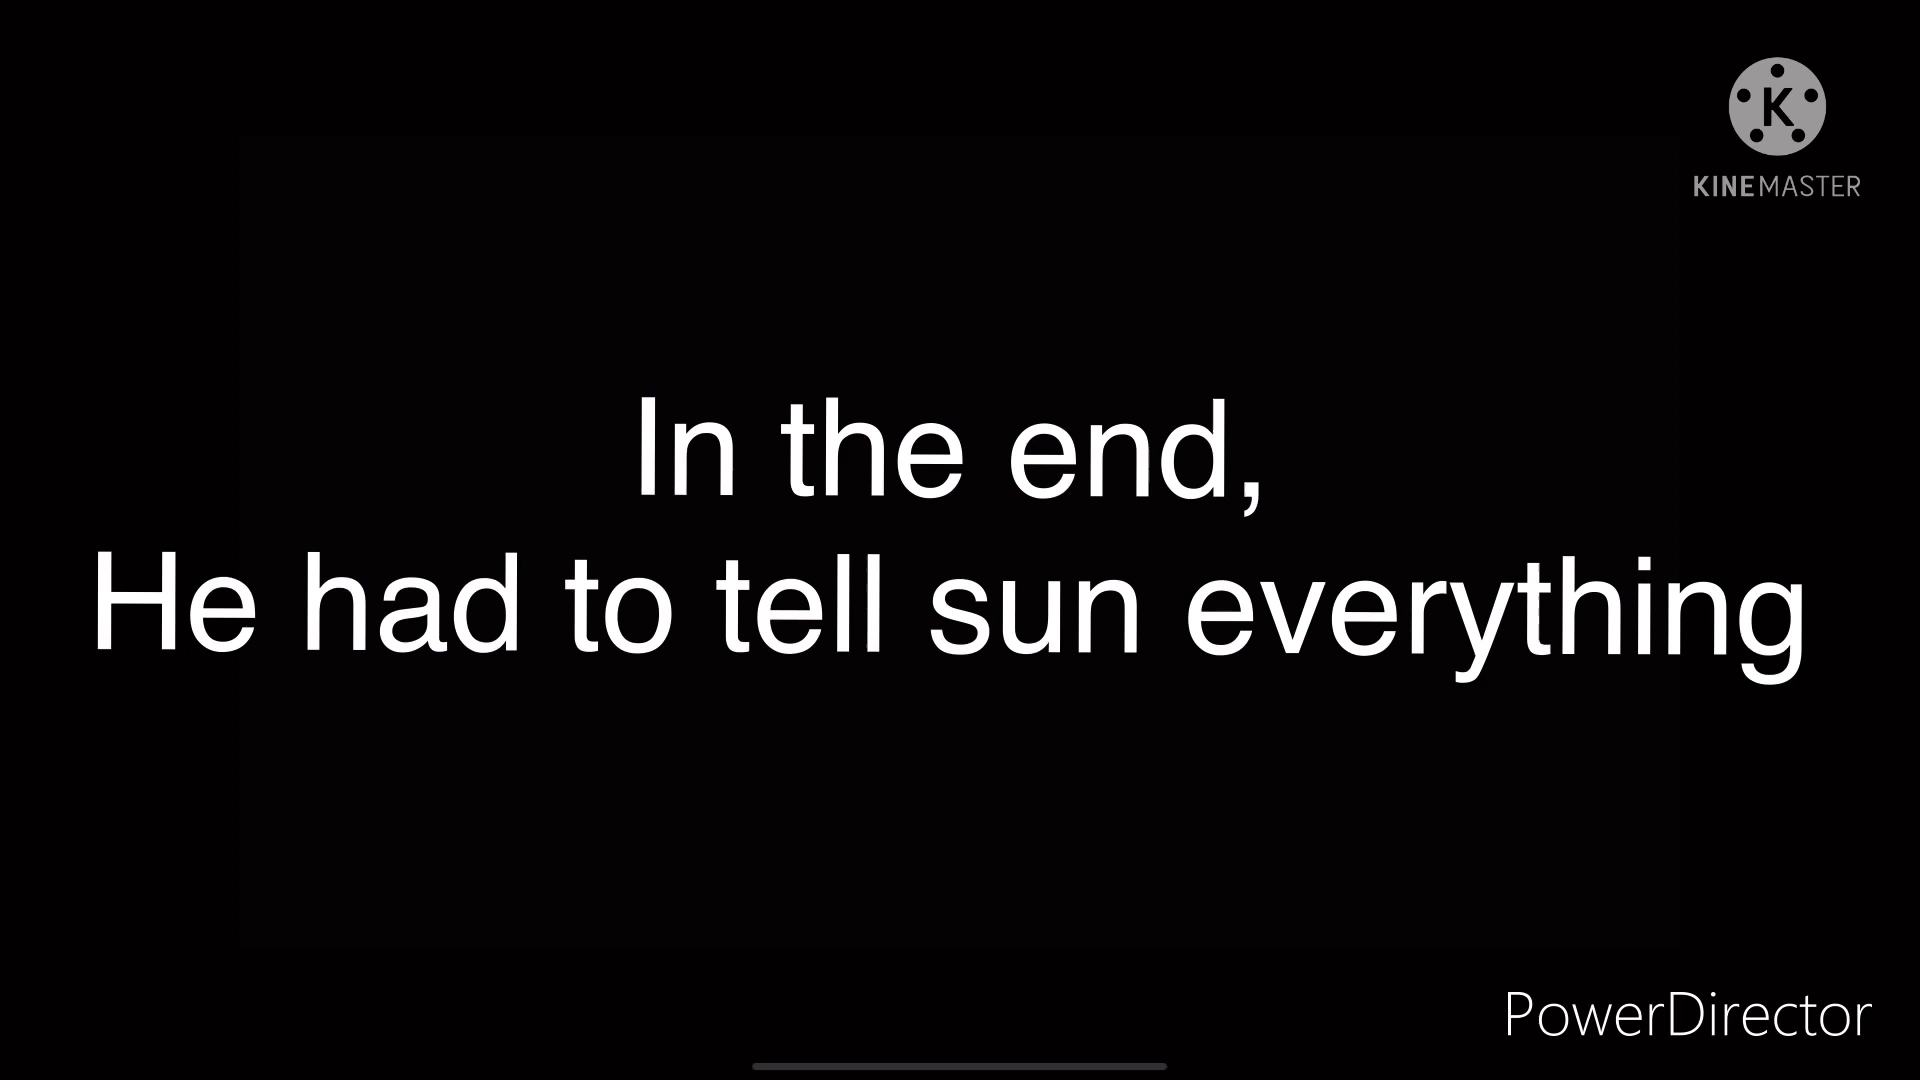 K
KINEMASTER
In the end,
He had to tell sun everything
PowerDirector